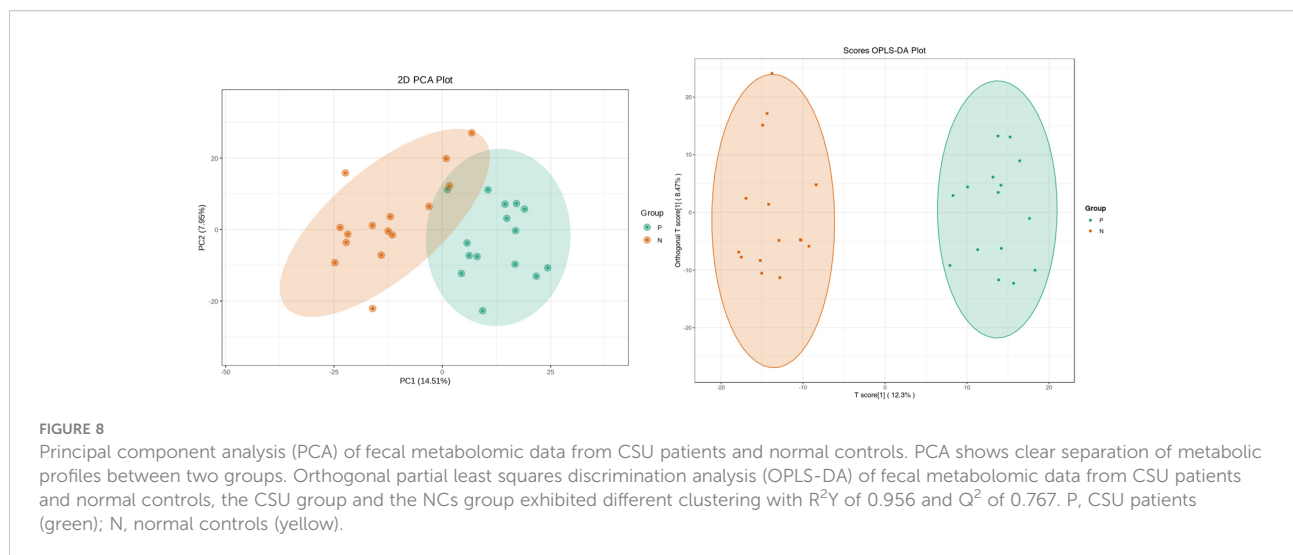 2D PCA Plot
20
0
-20
PC2 (7.95%)
-50
-25
0
25
PC1 (14.51%)
Group
P
N
Scores OPLS-DA Plot
20
10
0
-10
-20
Orthogonal T score[1] ( 8.47% )
-20
-10
0
10
20
T score[1] ( 12.3% )
Group
P
N
FIGURE 8
Principal component analysis (PCA) of fecal metabolomic data from CSU patients and normal controls. PCA shows clear separation of metabolic
profiles between two groups. Orthogonal partial least squares discrimination analysis (OPLS-DA) of fecal metabolomic data from CSU patients
and normal controls, the CSU group and the NCs group exhibited different clustering with R²Y of 0.956 and Q² of 0.767. P, CSU patients
(green); N, normal controls (yellow).